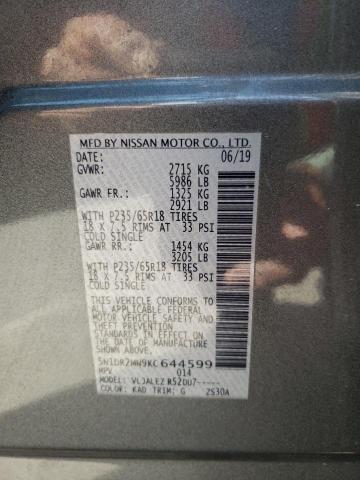 MFD BY NISSAN MOTOR CO., LTD.
DATE: 06/19
GVWR: 2715 KG
5986 LB
GAWR FR.: 1325 KG
2921 LB
WITH P235/65R18 TIRES
18 X 7.5 RIMS AT 33 PSI
COLD SINGLE
GAWR RR.: 1454 KG
3205 LB
WITH P235/65R18 TIRES
18 X 7.5 RIMS AT 33 PSI
COLD SINGLE
THIS VEHICLE CONFORMS TO
ALL APPLICABLE FEDERAL
MOTOR VEHICLE SAFETY AND
THEFT PREVENTION
STANDARDS IN EFFECT ON
THE DATE OF MANUFACTURE
SHOWN ABOVE.
5N1DR2MN9KC644599
MPV 014
MODEL: VLJALEZ R52DU7-----
COLOR: KAD TRIM: G 2S30A